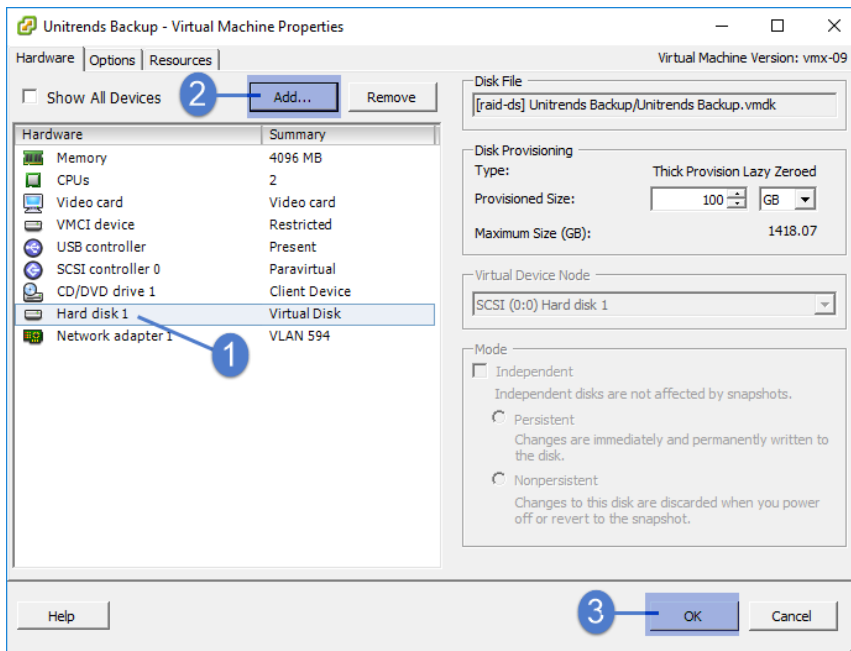 Unitrends Backup - Virtual Machine Properties
Hardware Options Resources
Virtual Machine Version: vmx-09
Show All Devices
2
Add...
Remove
Hardware Summary
Memory 4096 MB
CPUs 2
Video card Video card
VMCI device Restricted
USB controller Present
SCSI controller 0 Paravirtual
CD/DVD drive 1 Client Device
Hard disk 1 Virtual Disk
Network adapter 1 VLAN 594
1
Disk File
[raid-ds] Unitrends Backup/Unitrends Backup.vmdk
Disk Provisioning
Type: Thick Provision Lazy Zeroed
Provisioned Size: 100 GB
Maximum Size (GB): 1418.07
Virtual Device Node
SCSI (0:0) Hard disk 1
Mode
Independent
Independent disks are not affected by snapshots.
Persistent
Changes are immediately and permanently written to
the disk.
Nonpersistent
Changes to this disk are discarded when you power
off or revert to the snapshot.
Help
3
OK
Cancel